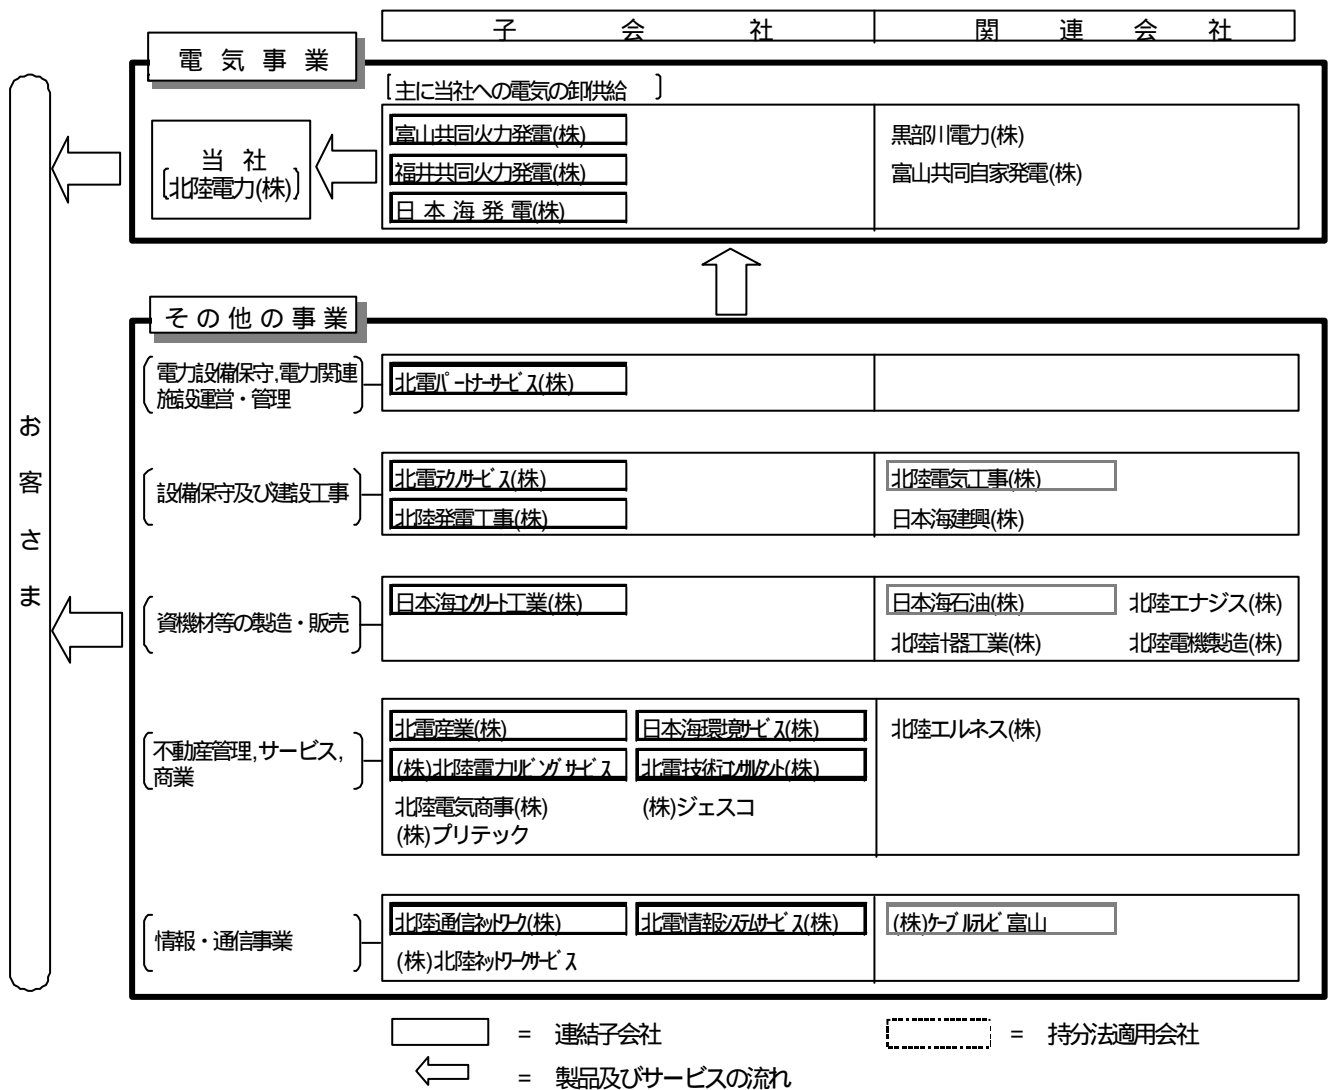 子会社 関連会社
電気事業
[主に当社への電気の卸供給]
当社
[北陸電力(株)]
富山共同火力発電(株)
福井共同火力発電(株)
日本海発電(株)
黒部川電力(株)
富山共同自家発電(株)
その他の事業
電力設備保守,電力関連
施設運営・管理
北電パートナーサービス(株)
設備保守及び建設工事
北電テクノサービス(株)
北陸発電工事(株)
北陸電気工事(株)
日本海建興(株)
資機材等の製造・販売
日本海コンクリート工業(株)
日本海石油(株) 北陸エナジス(株)
北陸計器工業(株) 北陸電機製造(株)
不動産管理,サービス,
商業
北電産業(株) 日本海環境サービス(株)
(株)北陸電力リビングサービス 北電技術コンサルタント(株)
北陸電気商事(株) (株)ジェスコ
(株)プリテック
北陸エルネス(株)
情報・通信事業
北陸通信ネットワーク(株) 北電情報システムサービス(株)
(株)北陸ネットワークサービス
(株)ケーブルテレビ富山
お客さま
= 連結子会社
= 持分法適用会社
= 製品及びサービスの流れ